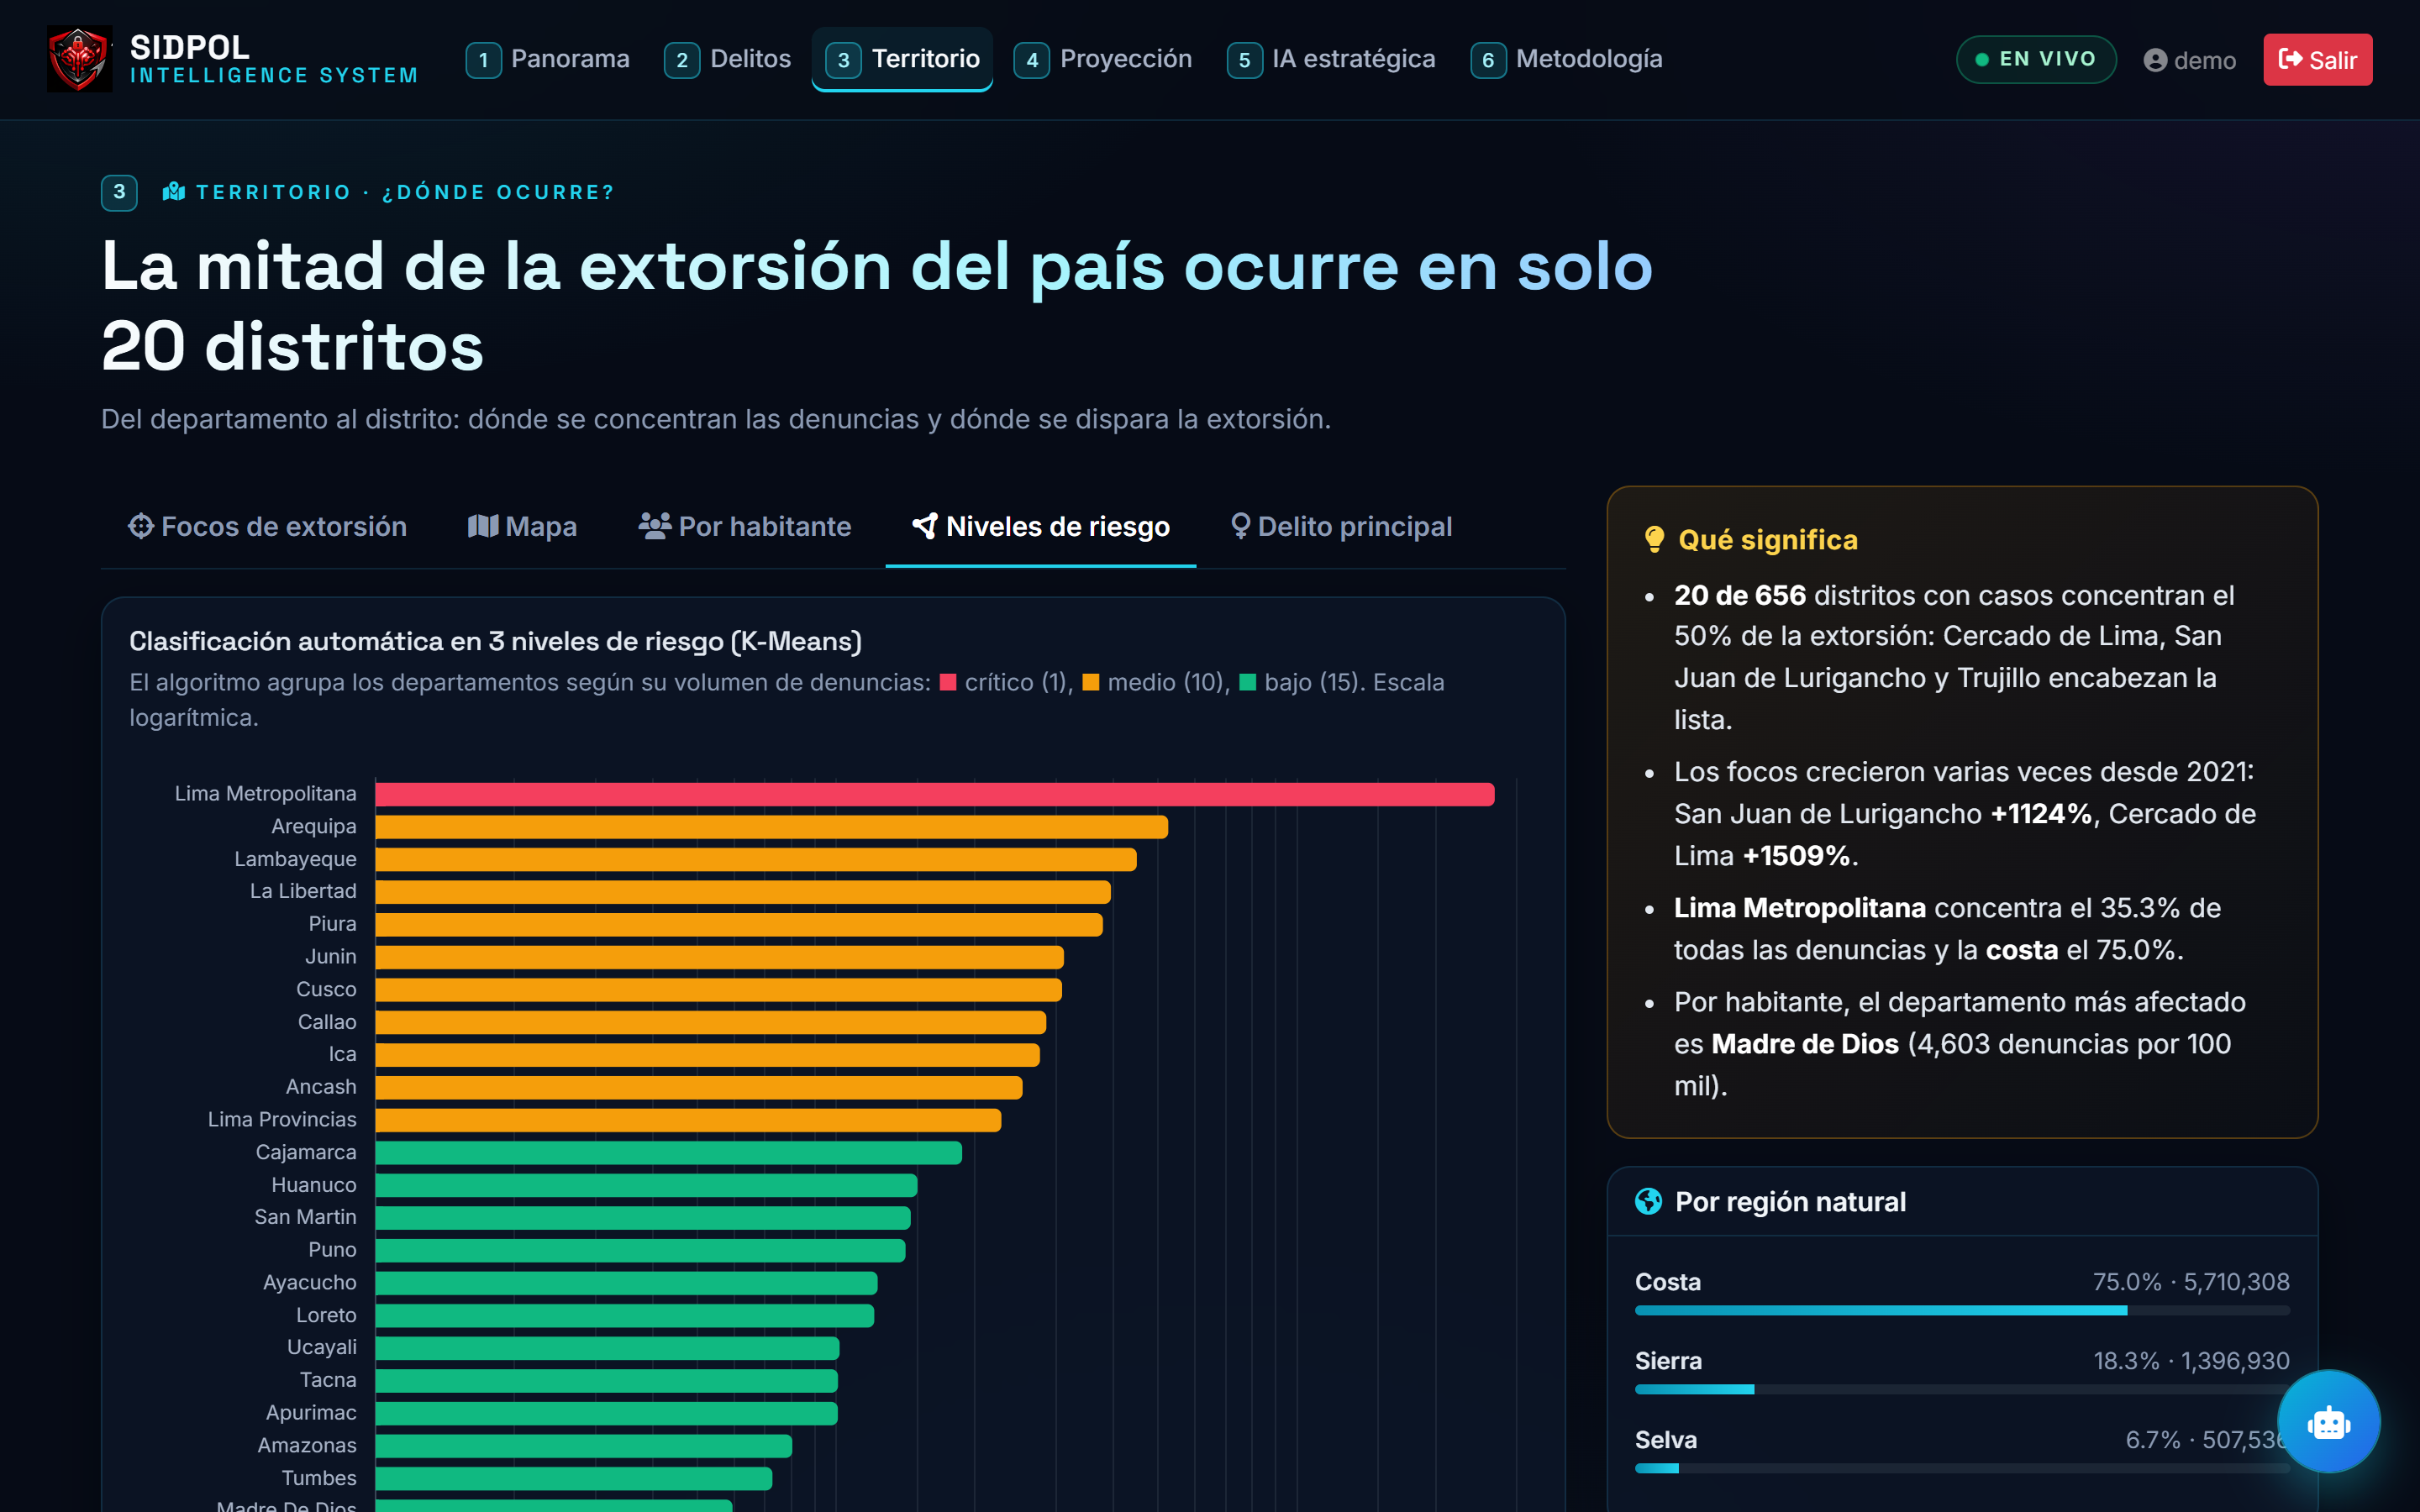 SIDPOL
INTELLIGENCE SYSTEM
1 Panorama
2 Delitos
3 Territorio
4 Proyección
5 IA estratégica
6 Metodología
EN VIVO
demo
Salir
3 TERRITORIO · ¿DÓNDE OCURRE?
La mitad de la extorsión del país ocurre en solo
20 distritos
Del departamento al distrito: dónde se concentran las denuncias y dónde se dispara la extorsión.
Focos de extorsión
Mapa
Por habitante
Niveles de riesgo
Delito principal
Clasificación automática en 3 niveles de riesgo (K-Means)
El algoritmo agrupa los departamentos según su volumen de denuncias: crítico (1), medio (10), bajo (15). Escala
logarítmica.
Lima Metropolitana
Arequipa
Lambayeque
La Libertad
Piura
Junin
Cusco
Callao
Ica
Ancash
Lima Provincias
Cajamarca
Huanuco
San Martin
Puno
Ayacucho
Loreto
Ucayali
Tacna
Apurimac
Amazonas
Tumbes
Madre De Dios
Qué significa
20 de 656 distritos con casos concentran el
50% de la extorsión: Cercado de Lima, San
Juan de Lurigancho y Trujillo encabezan la
lista.
Los focos crecieron varias veces desde 2021:
San Juan de Lurigancho +1124%, Cercado de
Lima +1509%.
Lima Metropolitana concentra el 35.3% de
todas las denuncias y la costa el 75.0%.
Por habitante, el departamento más afectado
es Madre de Dios (4,603 denuncias por 100
mil).
Por región natural
Costa 75.0% · 5,710,308
Sierra 18.3% · 1,396,930
Selva 6.7% · 507,536